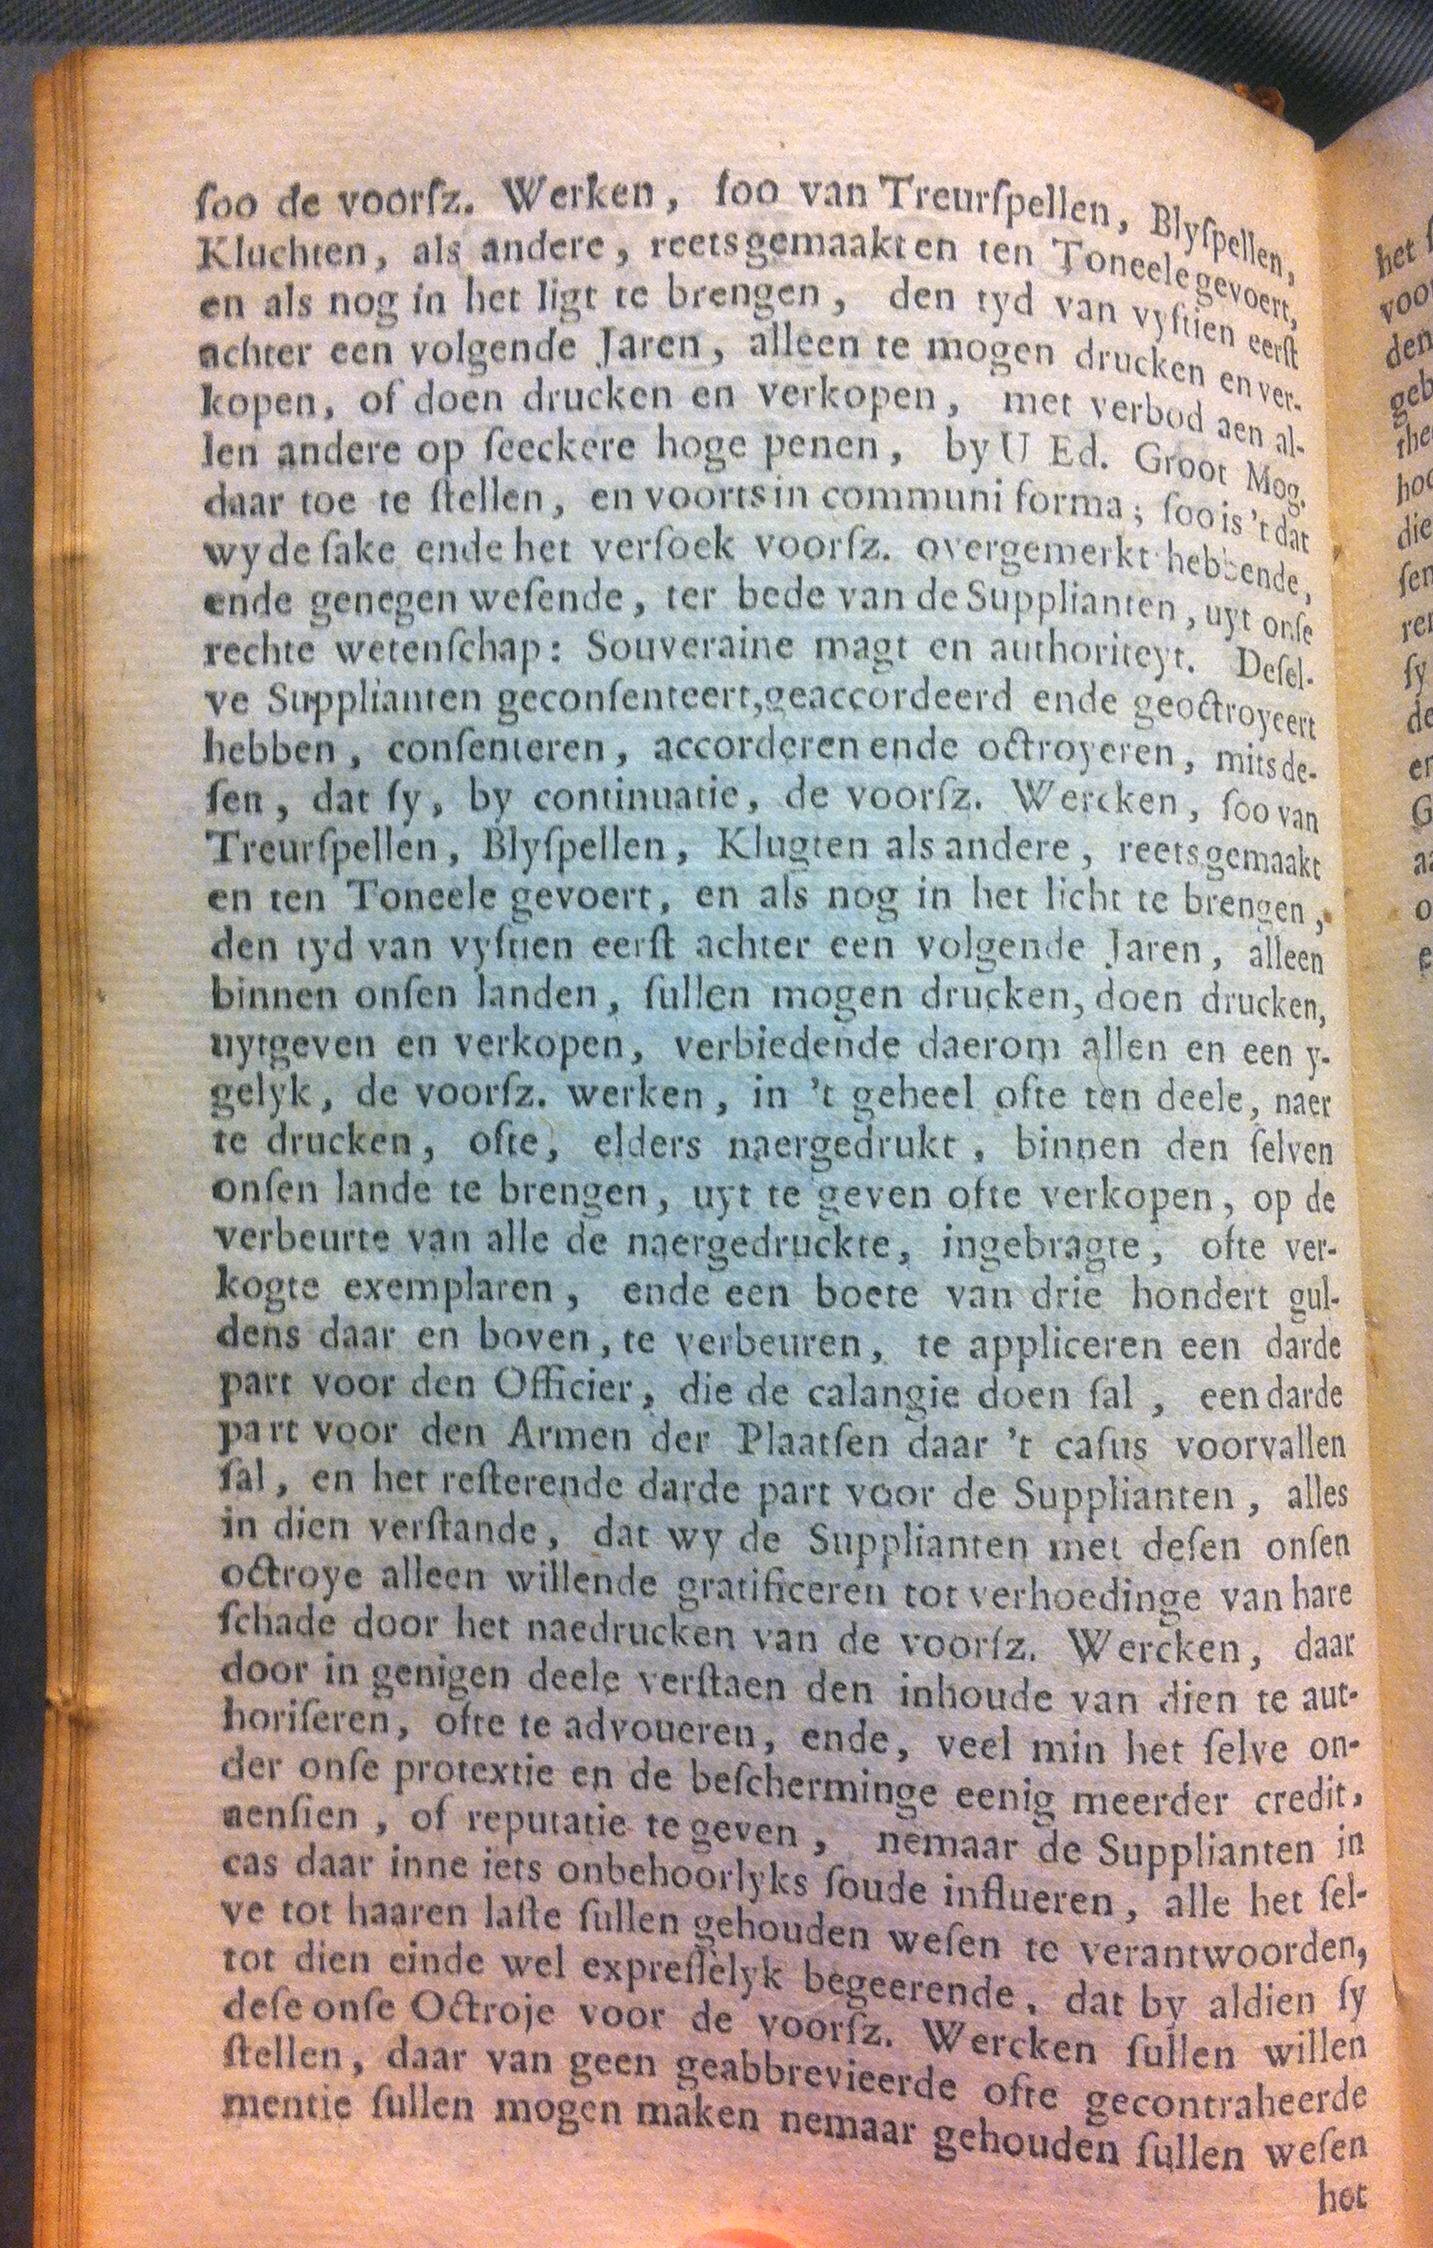 ſoo de voorſz. Werken, ſoo van Treurſpellen, Blyſpellen,
Kluchten, als andere, reets gemaakt en ten Toneele gevoert,
en als nog in het ligt te brengen, den tyd van vyftien eerſt
achter een volgende Jaren, alleen te mogen drucken en ver-
kopen, of doen drucken en verkopen, met verbod aen al-
len andere op ſeeckere hoge penen, by U Ed. Groot Mog.
daar toe te ſtellen, en voorts in communi forma; ſoo is 't dat
wy de ſake ende het verſoek voorſz. overgemerkt hebbende,
ende genegen weſende, ter bede van de Supplianten, uyt onſe
rechte wetenſchap: Souveraine magt en authoriteyt. Deſel-
ve Supplianten geconſenteert, geaccordeerd ende geoctroyeert
hebben, conſenteren, accorderen ende octroyeren, mits de-
ſen, dat ſy, by continuatie, de voorſz. Wercken, ſoo van
Treurſpellen, Blyſpellen, Klugten als andere, reets gemaakt
en ten Toneele gevoert, en als nog in het licht te brengen,
den tyd van vyftien eerſt achter een volgende Jaren, alleen
binnen onſen landen, ſullen mogen drucken, doen drucken,
uytgeven en verkopen, verbiedende daerom allen en een y-
gelyk, de voorſz. werken, in 't geheel ofte ten deele, naer
te drucken, ofte, elders naergedrukt, binnen den ſelven
onſen lande te brengen, uyt te geven ofte verkopen, op de
verbeurte van alle de naergedruckte, ingebragte, ofte ver-
kogte exemplaren, ende een boete van drie hondert gul-
dens daar en boven, te verbeuren, te appliceren een darde
part voor den Officier, die de calangie doen ſal, een darde
part voor den Armen der Plaatſen daar 't caſus voorvallen
ſal, en het reſterende darde part voor de Supplianten, alles
in dien verſtande, dat wy de Supplianten met deſen onſen
octroye alleen willende gratificeren tot verhoedinge van hare
ſchade door het naedrucken van de voorſz. Wercken, daar
door in genigen deele verſtaen den inhoude van dien te aut-
horiſeren, ofte te advoueren, ende, veel min het ſelve on-
der onſe protextie en de beſcherminge eenig meerder credit,
aenſien, of reputatie te geven, nemaar de Supplianten in
cas daar inne iets onbehoorlyks ſoude influeren, alle het ſel-
ve tot haaren laſte ſullen gehouden weſen te verantwoorden,
tot dien einde wel expreſſelyk begeerende, dat by aldien ſy
deſe onſe Octroje voor de voorſz. Wercken ſullen willen
ſtellen, daar van geen geabbrevieerde ofte gecontraheerde
mentie ſullen mogen maken nemaar gehouden ſullen weſen
het